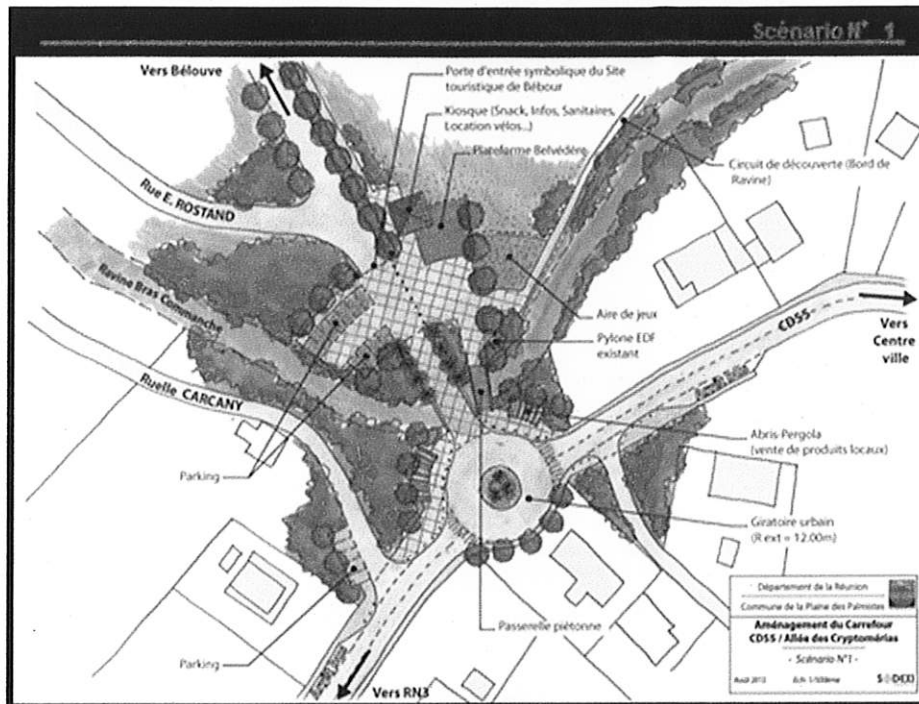 Scénario N° 1
Vers Bélouve
Porte d'entrée symbolique du Site
touristique de Bébour
Kiosque (Snack, Infos, Sanitaires,
Location vélos...)
Plateforme Belvédère
Circuit de découverte (Bord de
Ravine)
Rue E. ROSTAND
Ravine Bras Commanche
Ruelle CARCANY
Aire de jeux
Pylone EDF
existant
CD55
Vers
Centre
ville
Abris-Pergola
(vente de produits locaux)
Parking
Giratoire urbain
(R ext = 12.00m)
Passerelle piétonne
Parking
Vers RN3
Département de la Réunion
Commune de la Plaine des Palmistes
Aménagement du Carrefour
CD55 / Allée des Cryptomérias
- Scénario N°1 -
Août 2012
SODEO